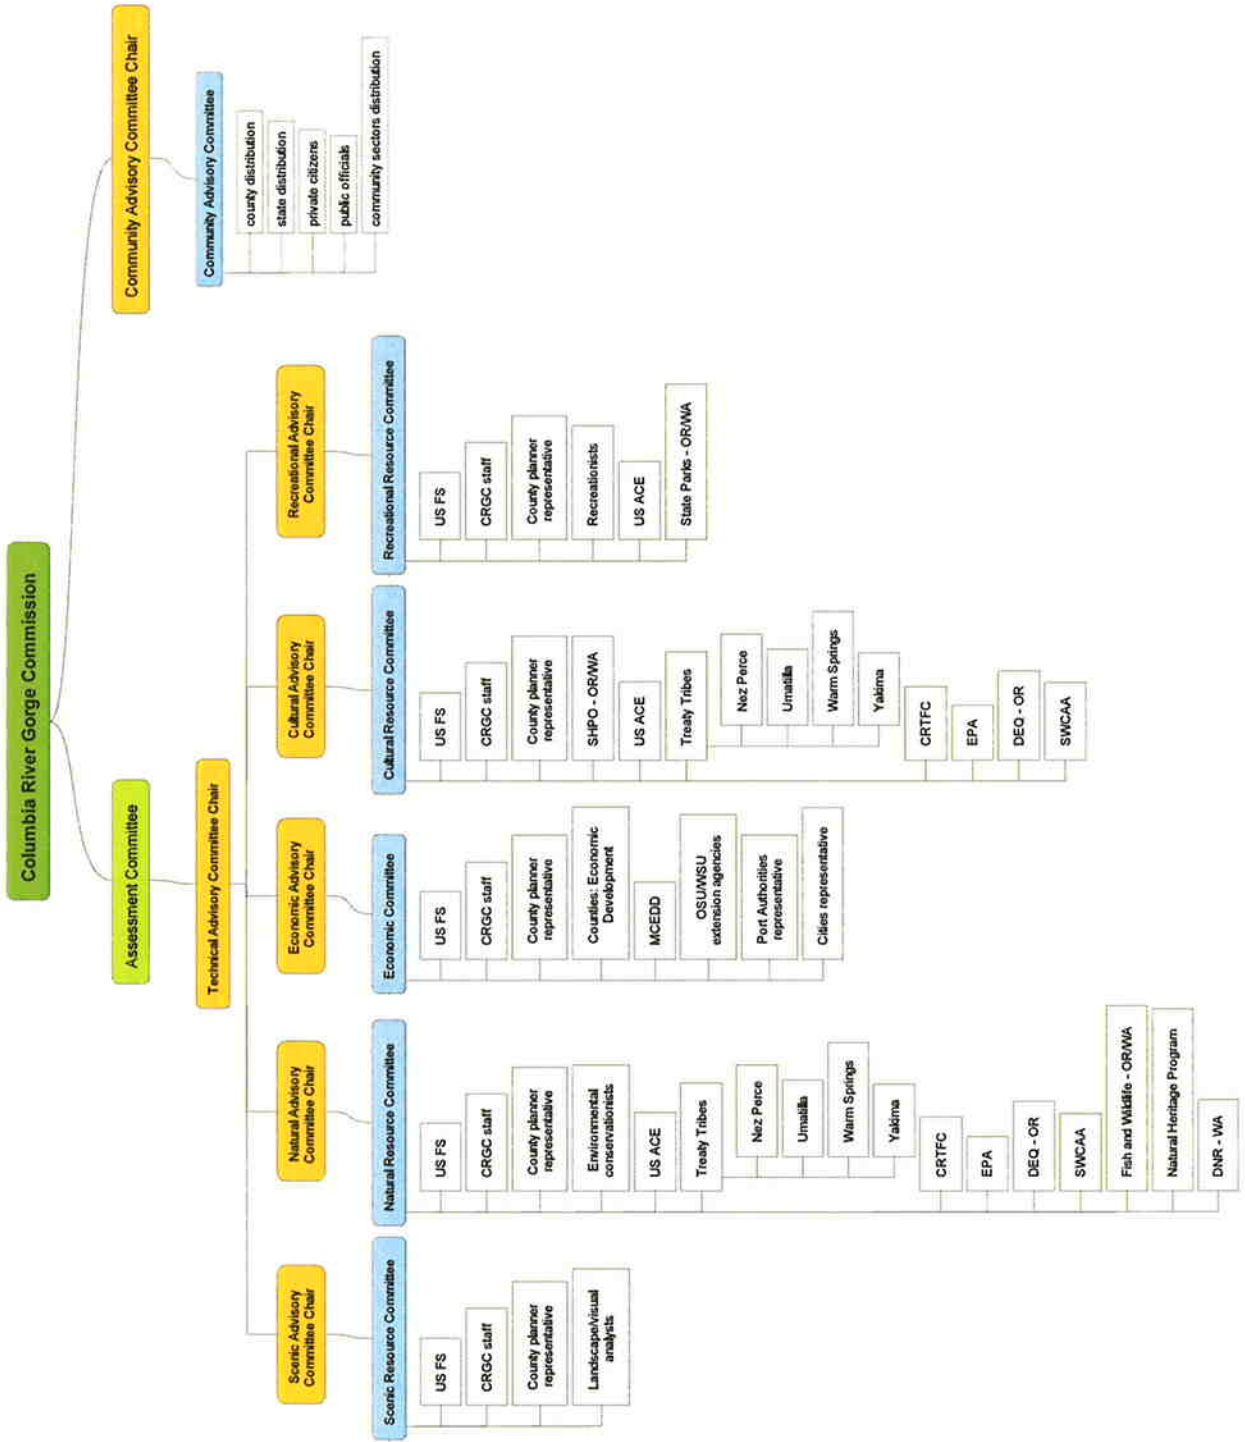 Columbia River Gorge Commission
Assessment Committee
Technical Advisory Committee Chair
Scenic Advisory
Committee Chair
Scenic Resource Committee
US FS
CRGC staff
County planner
representative
Landscape/visual
analysts
Natural Advisory
Committee Chair
Natural Resource Committee
US FS
CRGC staff
County planner
representative
Environmental
conservationists
US ACE
Treaty Tribes
Nez Perce
Umatilla
Warm Springs
Yakima
CRTFC
EPA
DEQ - OR
SWCAA
Fish and Wildlife - OR/WA
Natural Heritage Program
DNR - WA
Economic Advisory
Committee Chair
Economic Committee
US FS
CRGC staff
County planner
representative
Counties: Economic
Development
MCEDD
OSU/WSU
extension agencies
Port Authorities
representative
Cities representative
Cultural Advisory
Committee Chair
Cultural Resource Committee
US FS
CRGC staff
County planner
representative
SHPO - OR/WA
US ACE
Treaty Tribes
Nez Perce
Umatilla
Warm Springs
Yakima
CRTFC
EPA
DEQ - OR
SWCAA
Recreational Advisory
Committee Chair
Recreational Resource Committee
US FS
CRGC staff
County planner
representative
Recreationists
US ACE
State Parks - OR/WA
Community Advisory Committee Chair
Community Advisory Committee
county distribution
state distribution
private citizens
public officials
community sectors distribution